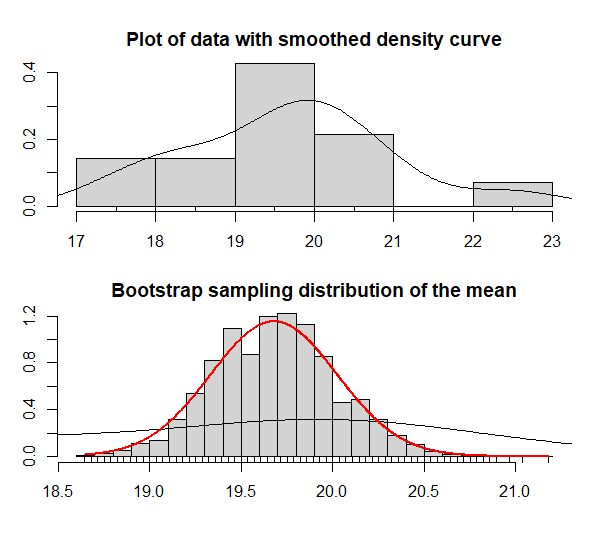 Plot of data with smoothed density curve
0.4
0.2
0.0
17 18 19 20 21 22 23
Bootstrap sampling distribution of the mean
1.2
0.8
0.4
0.0
18.5 19.0 19.5 20.0 20.5 21.0